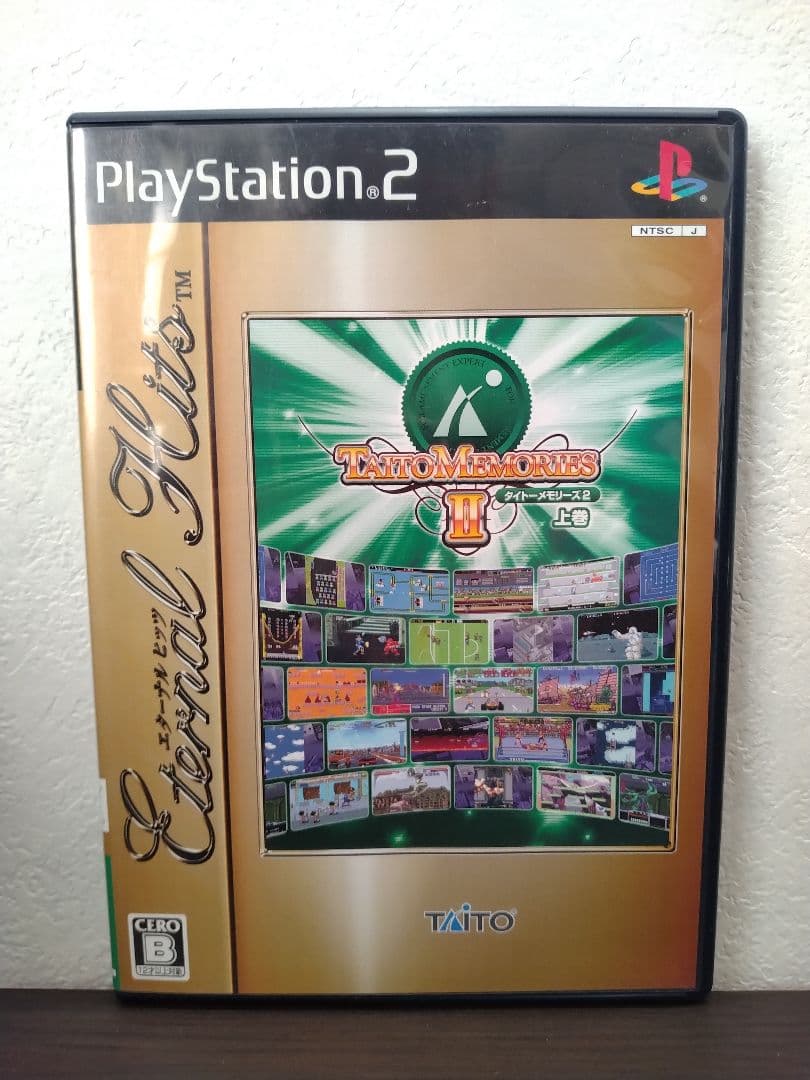 PlayStation®2
NTSC J
Eternal Hits™
エターナル ヒッツ
TAITO MEMORIES
II
タイトーメモリーズ2
上巻
TAITO®
CERO
B
12才以上対象